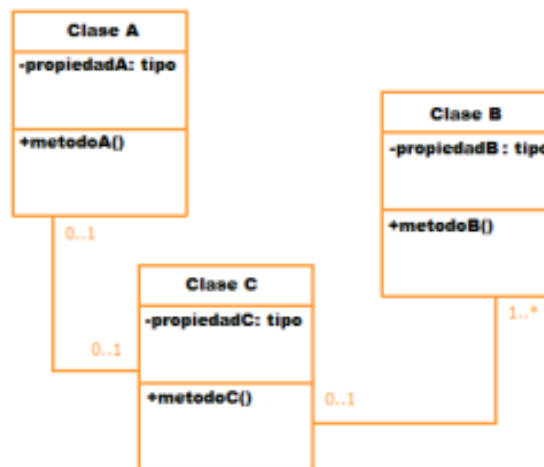 Clase A
-propiedadA: tipo
+metodoA()
0..1
Clase B
-propiedadB : tipo
+metodoB()
1..*
Clase C
-propiedadC: tipo
+metodoC()
0..1
0..1